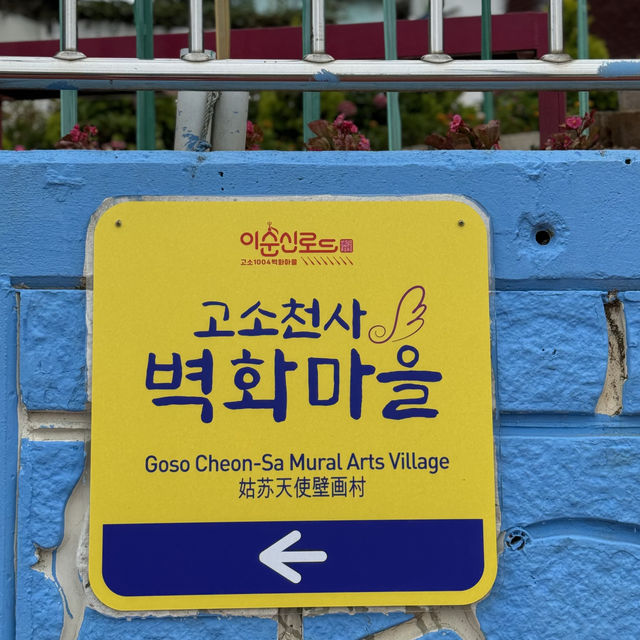 이순신로드
고소1004벽화마을
고소천사
벽화마을
Goso Cheon-Sa Mural Arts Village
姑苏天使壁画村